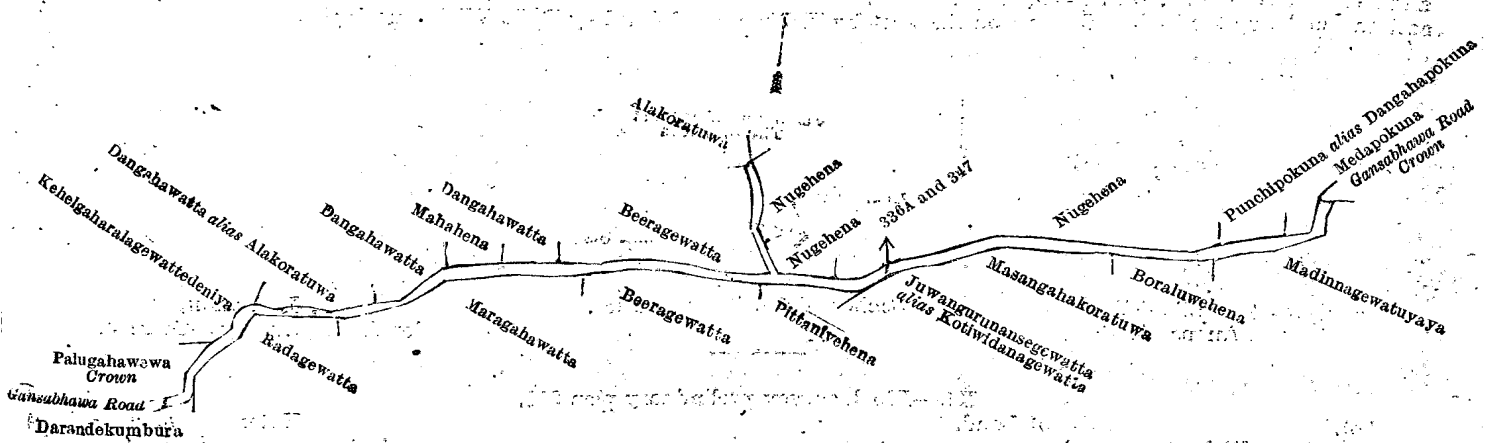 Alakoratuwa
Nugehena
Nugehena
336A and 347
Nugehena
Punchipokuna alias Dangahapokuna
Medapokuna
Gansabhawa Road
Crown
Kehelgaharalagewattedeniya
Dangahawatta alias Alakoratuwa
Dangahawatta
Mahahena
Dangahawatta
Beeragewatta
Palugahawewa
Crown
Gansabhawa Road
Darandekumbura
Radagewatta
Maragahawatta
Beeragewatta
Pittaniyehena
Juwangurunansegewatta
alias Kotiwidanagewatta
Masangahakoratuwa
Boraluwehena
Madinnagewatuyaya